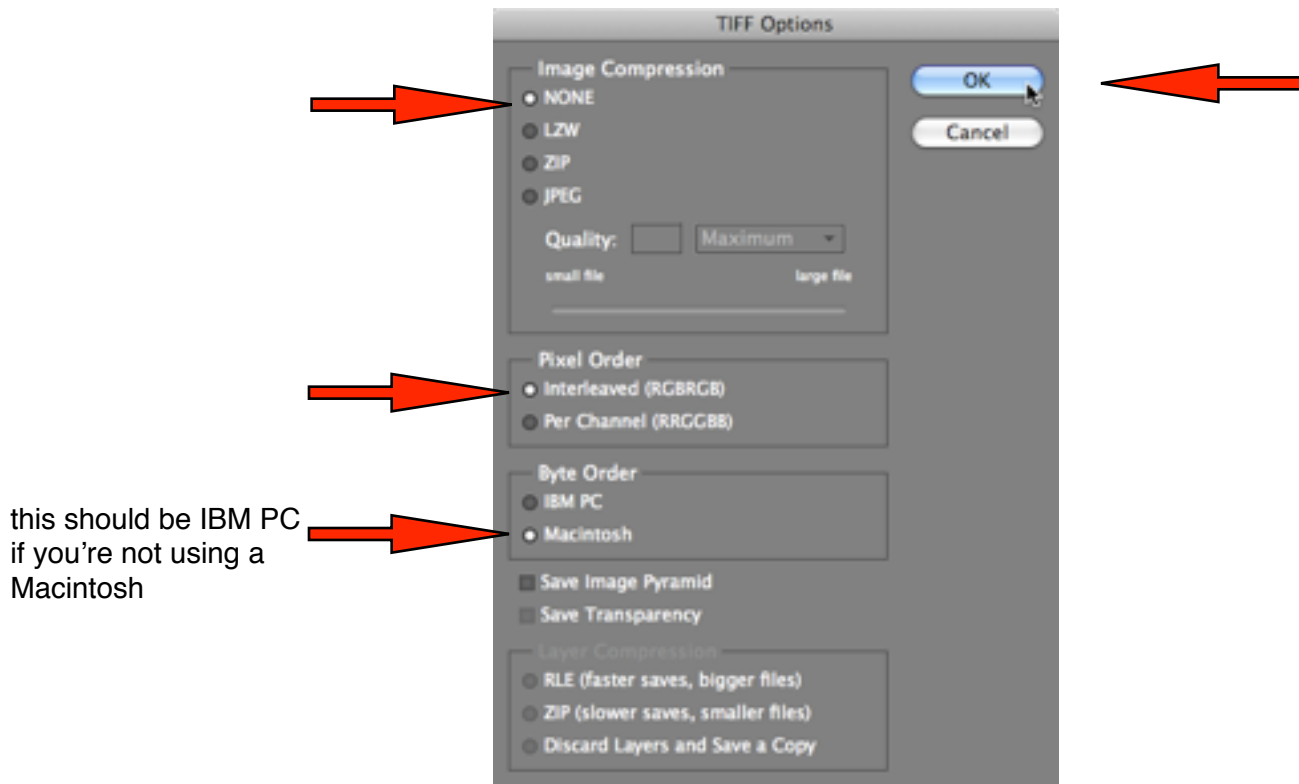 TIFF Options
Image Compression
OK
NONE
LZW
Cancel
ZIP
JPEG
Quality: Maximum
small file large file
Pixel Order
Interleaved (RGBRGB)
Per Channel (RRGGBB)
Byte Order
IBM PC
Macintosh
this should be IBM PC
if you’re not using a
Macintosh
Save Image Pyramid
Save Transparency
Layer Compression
RLE (faster saves, bigger files)
ZIP (slower saves, smaller files)
Discard Layers and Save a Copy